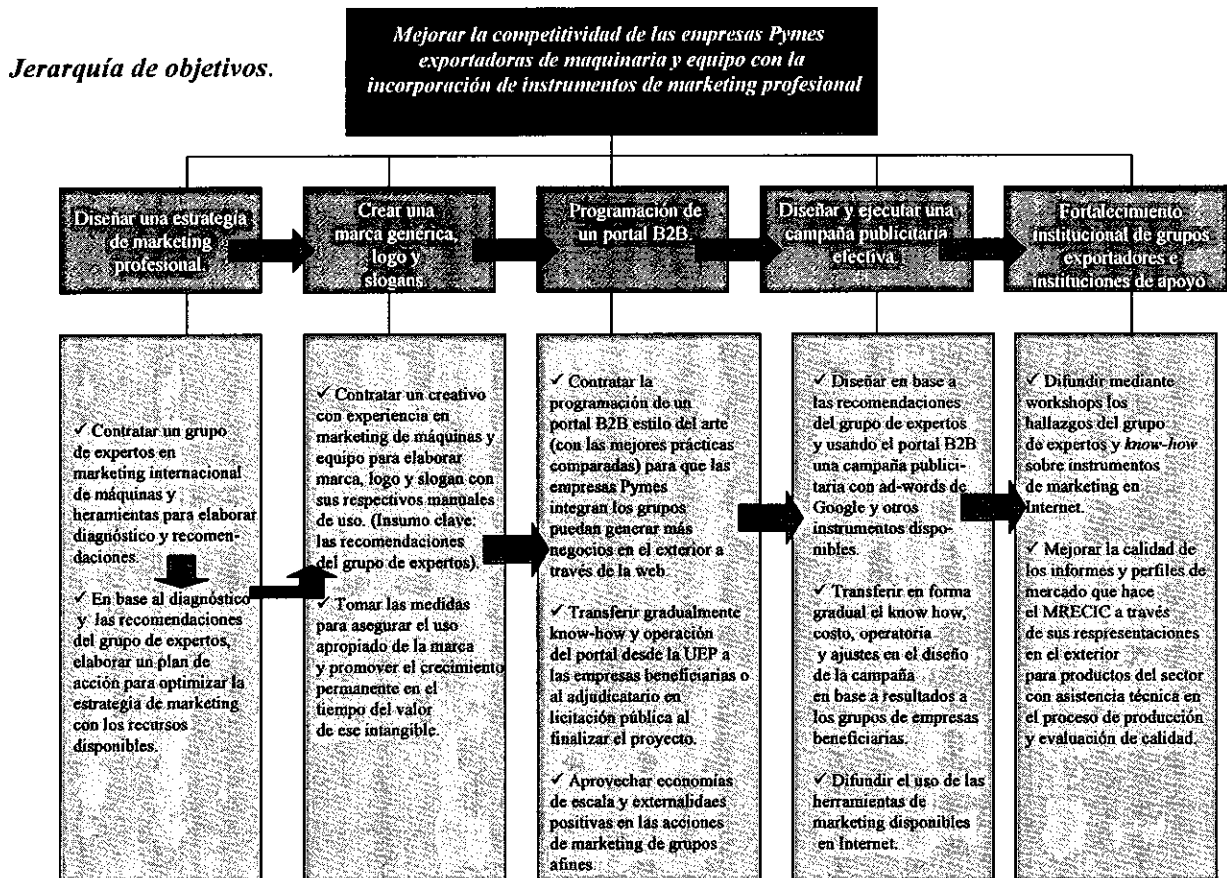 Jerarquía de objetivos.
Mejorar la competitividad de las empresas Pymes
exportadoras de maquinaria y equipo con la
incorporación de instrumentos de marketing profesional
Diseñar una estrategia
de marketing
profesional.
Crear una
marca genérica,
logo y
slogans.
Programación de
un portal B2B.
Diseñar y ejecutar una
campaña publicitaria
efectiva.
Fortalecimiento
institucional de grupos
exportadores e
instituciones de apoyo
✓ Contratar un grupo
de expertos en
marketing internacional
de máquinas y
heramientas para elaborar
diagnóstico y recomen-
daciones.
✓ En base al diagnóstico
y las recomendaciones
del grupo de expertos,
elaborar un plan de
acción para optimizar la
estrategia de marketing
con los recursos
disponibles.
✓ Contratar un creativo
con experiencia en
marketing de máquinas y
equipo para elaborar
marca, logo y slogan con
sus respectivos manuales
de uso. (Insumo clave:
las recomendaciones
del grupo de expertos).
✓ Tomar las medidas
para asegurar el uso
apropiado de la marca
y promover el crecimiento
permanente en el
tiempo del valor
de ese intangible.
✓ Contratar la
programación de un
portal B2B estilo del arte
(con las mejores prácticas
comparadas) para que las
empresas Pymes
integran los grupos
puedan generar más
negocios en el exterior a
través de la web.
✓ Transferir gradualmente
know-how y operación
del portal desde la UEP a
las empresas beneficiarias o
al adjudicatario en
licitación pública al
finalizar el proyecto.
✓ Aprovechar economías
de escala y externalidaes
positivas en las acciones
de marketing de grupos
afines.
✓ Diseñar en base a
las recomendaciones
del grupo de expertos
y usando el portal B2B
una campaña publici-
taria con ad-words de
Google y otros
instrumentos dispo-
nibles.
✓ Transferir en forma
gradual el know how,
costo, operatoria
y ajustes en el diseño
de la campaña
en base a resultados a
los grupos de empresas
beneficiarias.
✓ Difundir el uso de las
herramientas de
marketing disponibles
en Internet.
✓ Difundir mediante
workshops los
hallazgos del grupo
de expertos y know-how
sobre instrumentos
de marketing en
Internet.
✓ Mejorar la calidad de
los informes y perfiles de
mercado que hace
el MRECIC a través
de sus respresentaciones
en el exterior
para productos del sector
con asistencia técnica en
el proceso de producción
y evaluación de calidad.